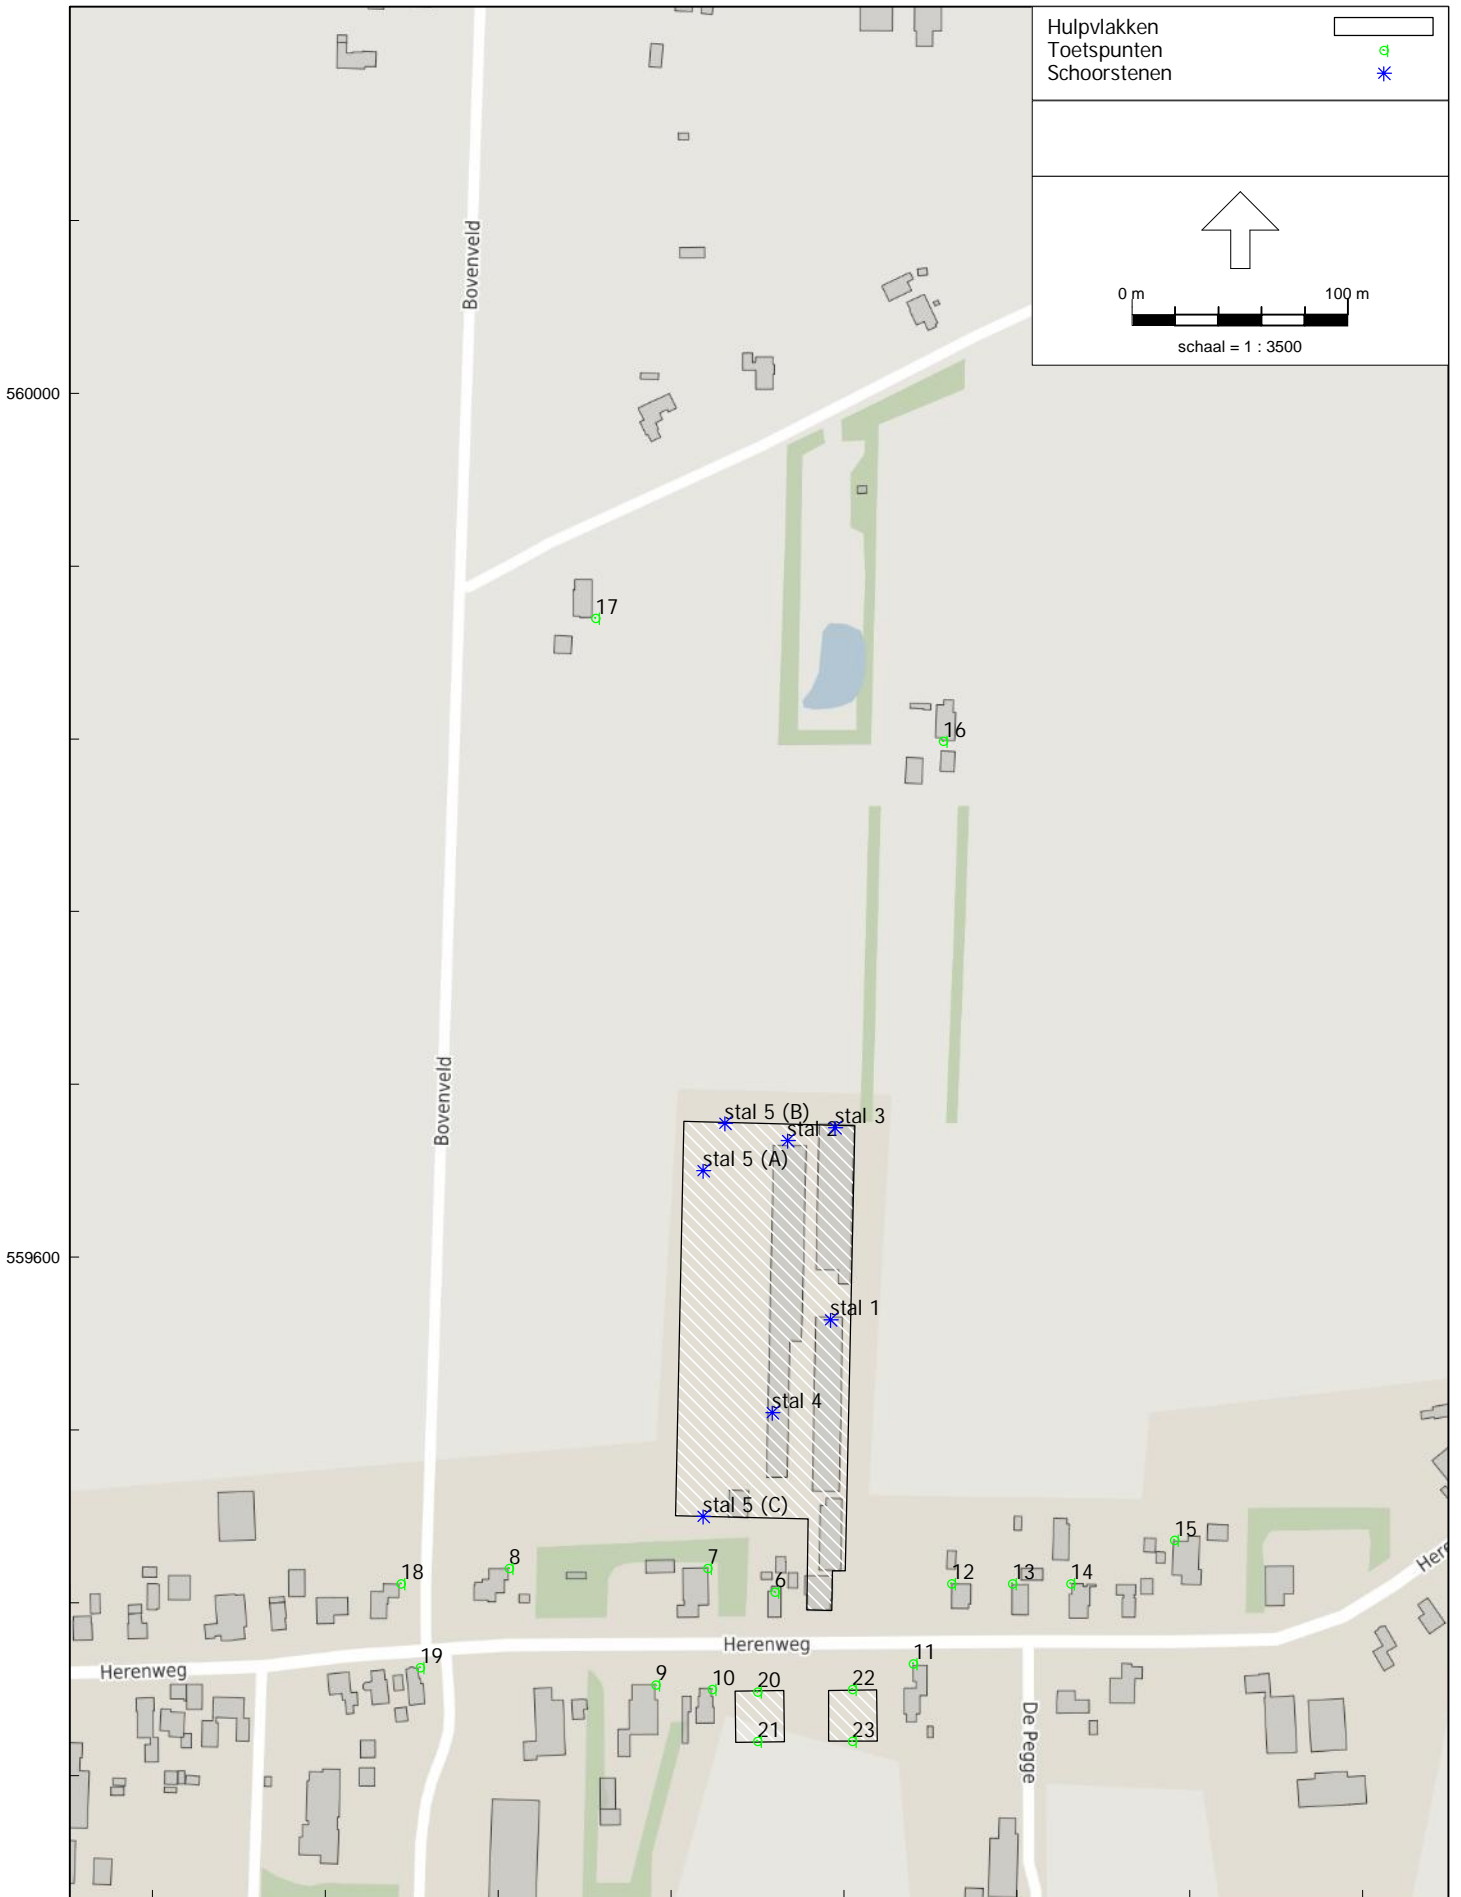 Hulpvlakken
Toetspunten
Schoorstenen
0 m 100 m
schaal = 1 : 3500
Bovenveld
560000
17
16
Bovenveld
stal 5 (B)
stal 3
stal 2
stal 5 (A)
559600
stal 1
stal 4
stal 5 (C)
15
Here
18
8
7
6
12
13
14
Herenweg
Herenweg
19
11
9
10
20
22
21
23
De Pegge